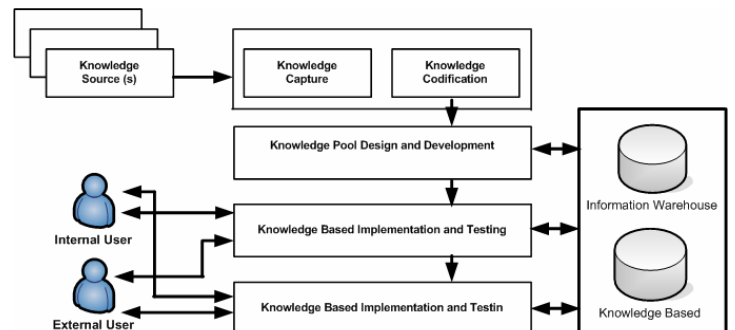 Knowledge
Source (s)
Knowledge
Capture
Knowledge
Codification
Knowledge Pool Design and Development
Information Warehouse
Internal User
Knowledge Based Implementation and Testing
External User
Knowledge Based Implementation and Testin
Knowledge Based